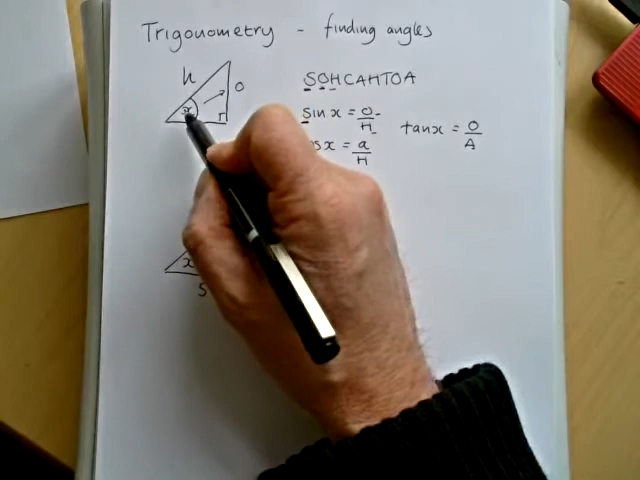 Trigonometry - finding angles
h
o
x
SOHCAHTOA
sin x = O/H
tan x = O/A
x = a/H
x
5